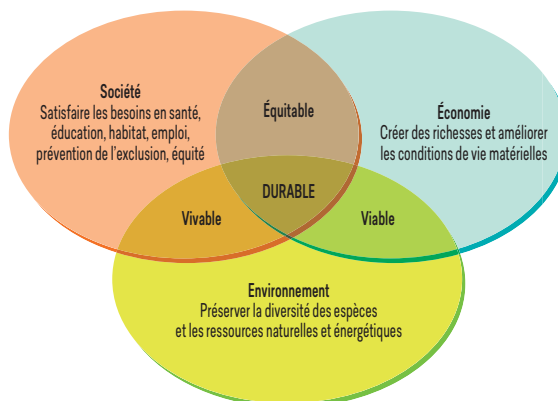 Société
Satisfaire les besoins en santé,
éducation, habitat, emploi,
prévention de l'exclusion, équité
Équitable
Économie
Créer des richesses et améliorer
les conditions de vie matérielles
DURABLE
Vivable
Viable
Environnement
Préserver la diversité des espèces
et les ressources naturelles et énergétiques